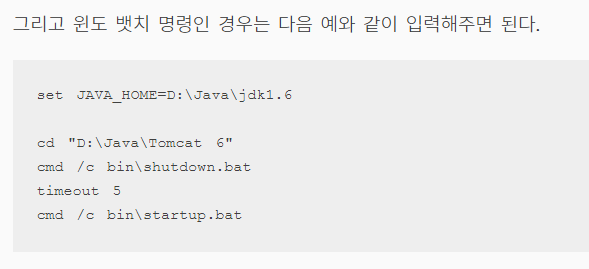 그리고 윈도 뱃치 명령인 경우는 다음 예와 같이 입력해주면 된다.
set JAVA_HOME=D:\Java\jdk1.6
cd "D:\Java\Tomcat 6"
cmd /c bin\shutdown.bat
timeout 5
cmd /c bin\startup.bat